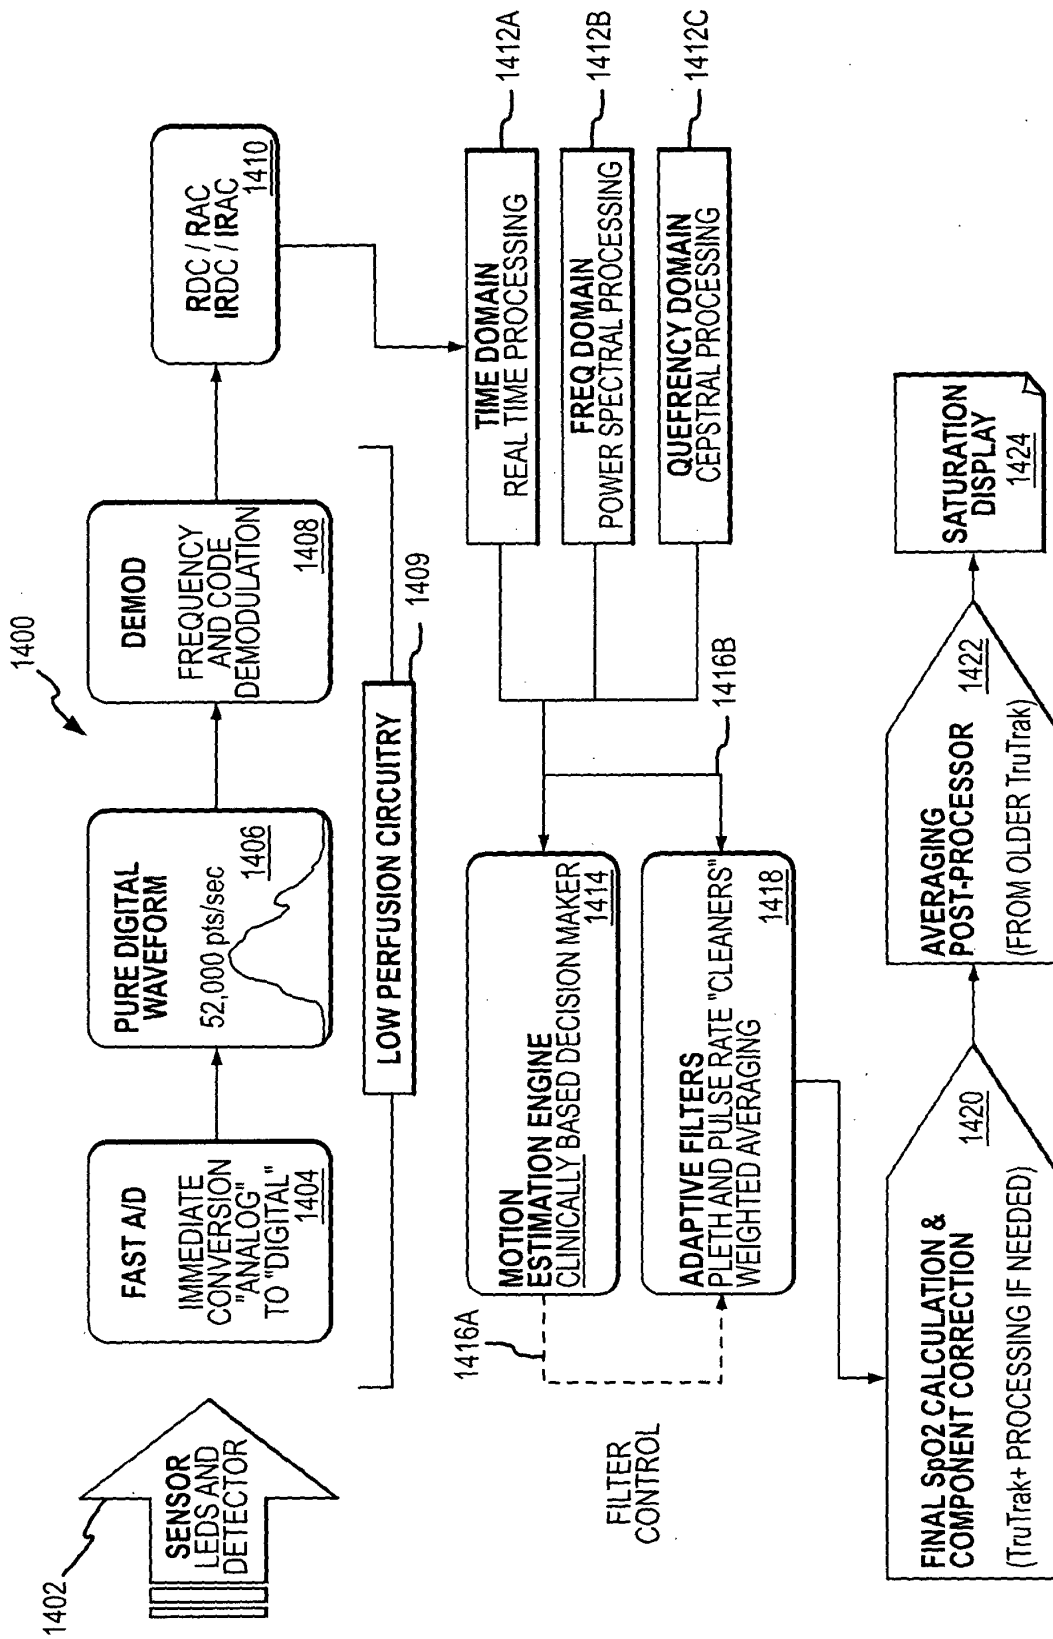 1400
1402
SENSOR
LEDS AND
DETECTOR
FAST A/D
IMMEDIATE
CONVERSION
"ANALOG"
TO "DIGITAL"
1404
PURE DIGITAL
WAVEFORM
52,000 pts/sec
1406
DEMOD
FREQUENCY
AND CODE
DEMODULATION
1408
RDC / RAC
IRDC / IRAC
1410
LOW PERFUSION CIRCUITRY
1409
TIME DOMAIN
REAL TIME PROCESSING
1412A
FREQ DOMAIN
POWER SPECTRAL PROCESSING
1412B
QUEFRENCY DOMAIN
CEPSTRAL PROCESSING
1412C
MOTION
ESTIMATION ENGINE
CLINICALLY BASED DECISION MAKER
1414
1416A
1416B
FILTER
CONTROL
ADAPTIVE FILTERS
PLETH AND PULSE RATE "CLEANERS"
WEIGHTED AVERAGING
1418
FINAL SpO2 CALCULATION &
COMPONENT CORRECTION
1420
(TruTrak+ PROCESSING IF NEEDED)
AVERAGING
POST-PROCESSOR
1422
(FROM OLDER TruTrak)
SATURATION
DISPLAY
1424